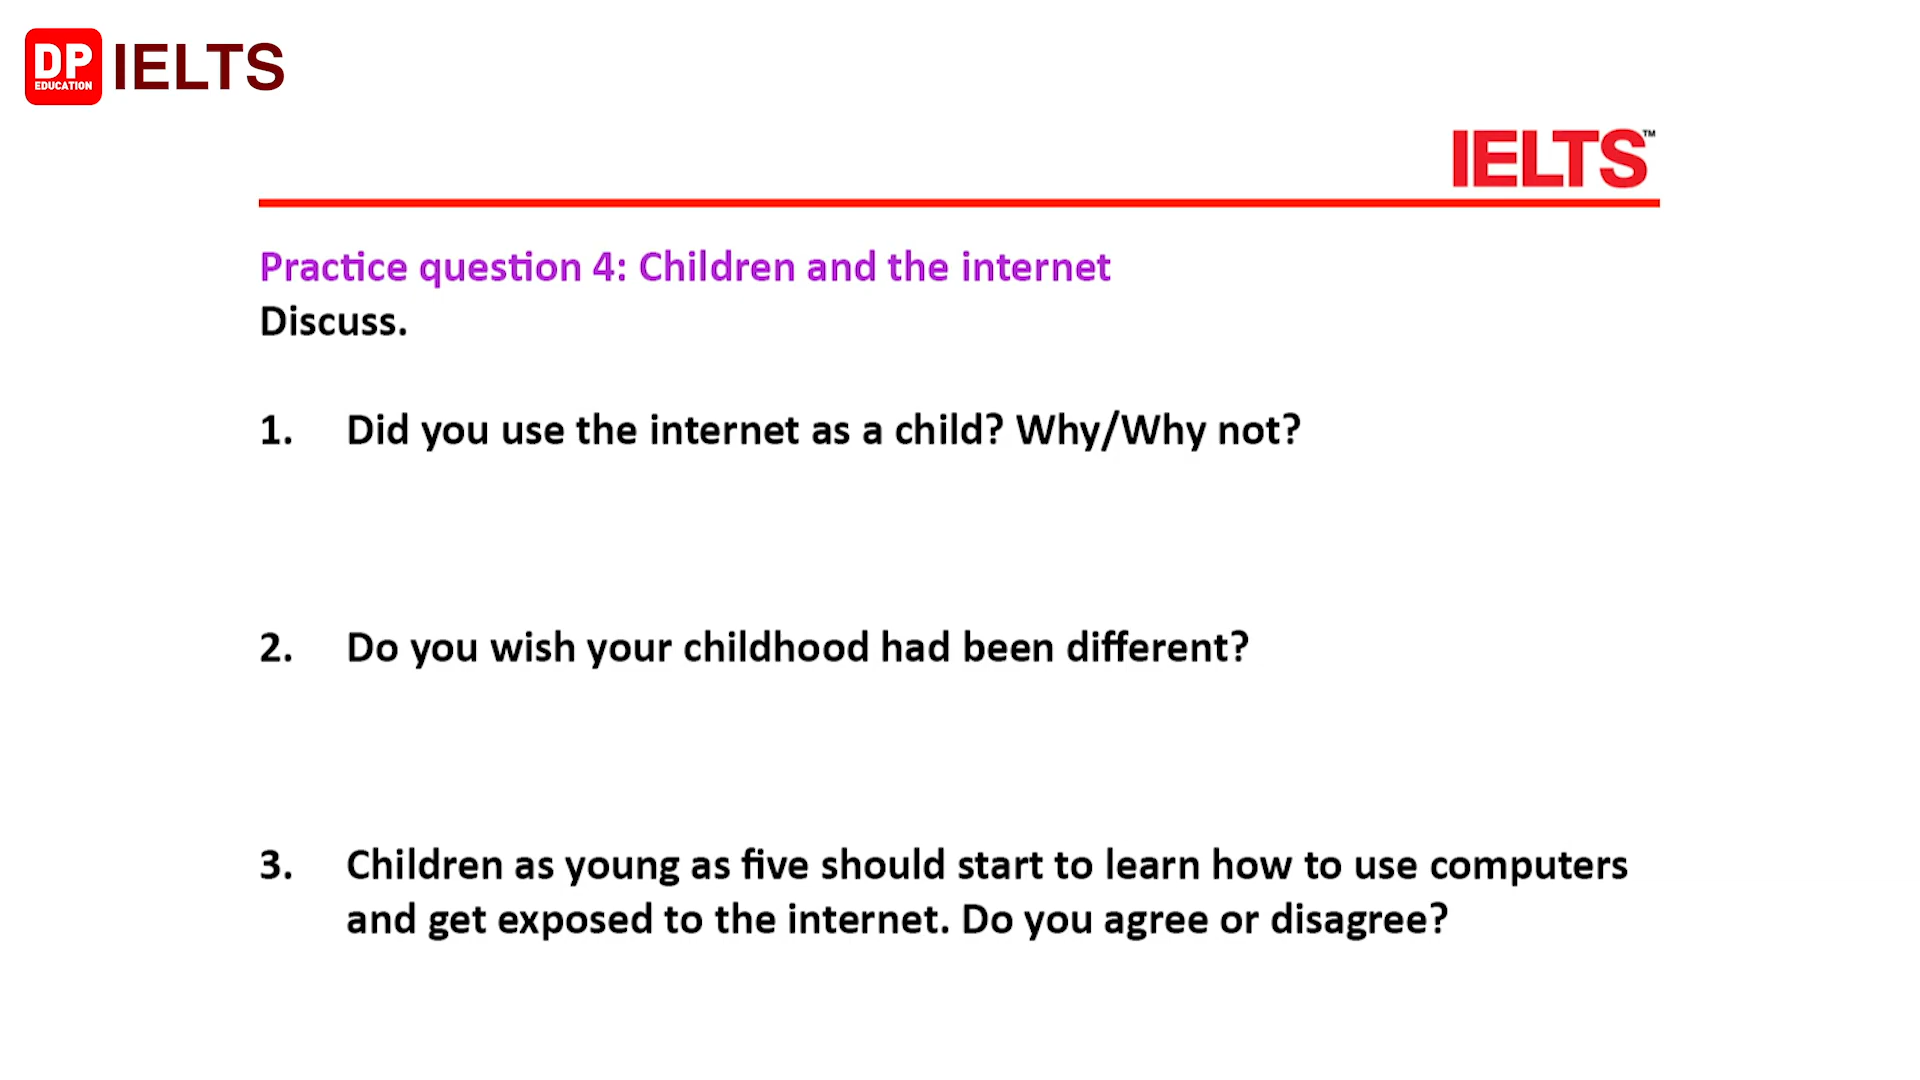 DP
EDUCATION
IELTS
IELTS™
Practice question 4: Children and the internet
Discuss.
1. Did you use the internet as a child? Why/Why not?
2. Do you wish your childhood had been different?
3. Children as young as five should start to learn how to use computers
and get exposed to the internet. Do you agree or disagree?